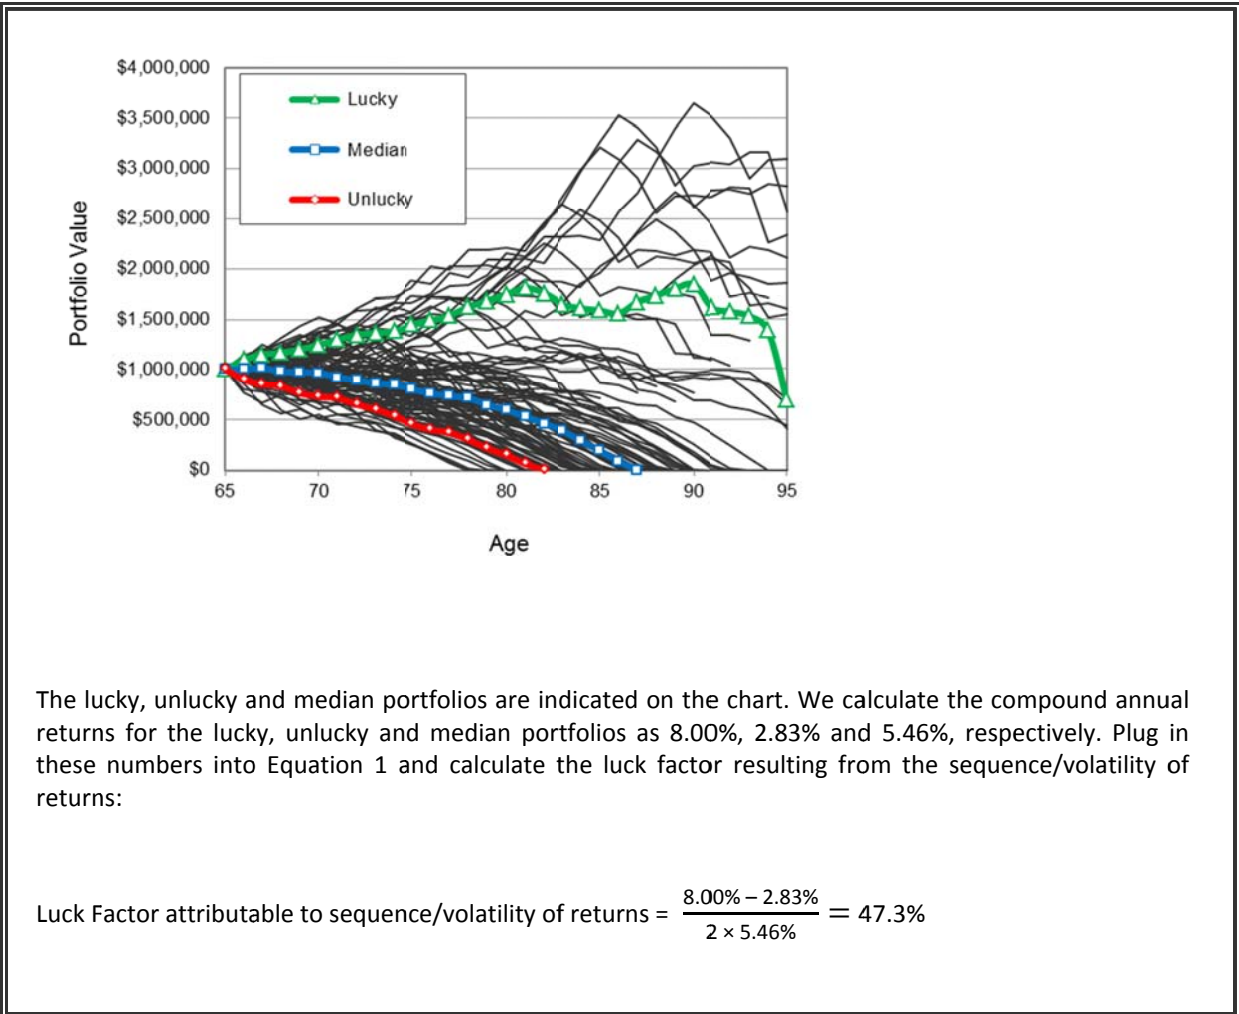 $4,000,000
$3,500,000
$3,000,000
$2,500,000
$2,000,000
$1,500,000
$1,000,000
$500,000
$0
Portfolio Value
Lucky
Median
Unlucky
65 70 75 80 85 90 95
Age
The lucky, unlucky and median portfolios are indicated on the chart. We calculate the compound annual
returns for the lucky, unlucky and median portfolios as 8.00%, 2.83% and 5.46%, respectively. Plug in
these numbers into Equation 1 and calculate the luck factor resulting from the sequence/volatility of
returns:
Luck Factor attributable to sequence/volatility of returns = 8.00% – 2.83%
2 × 5.46%
= 47.3%